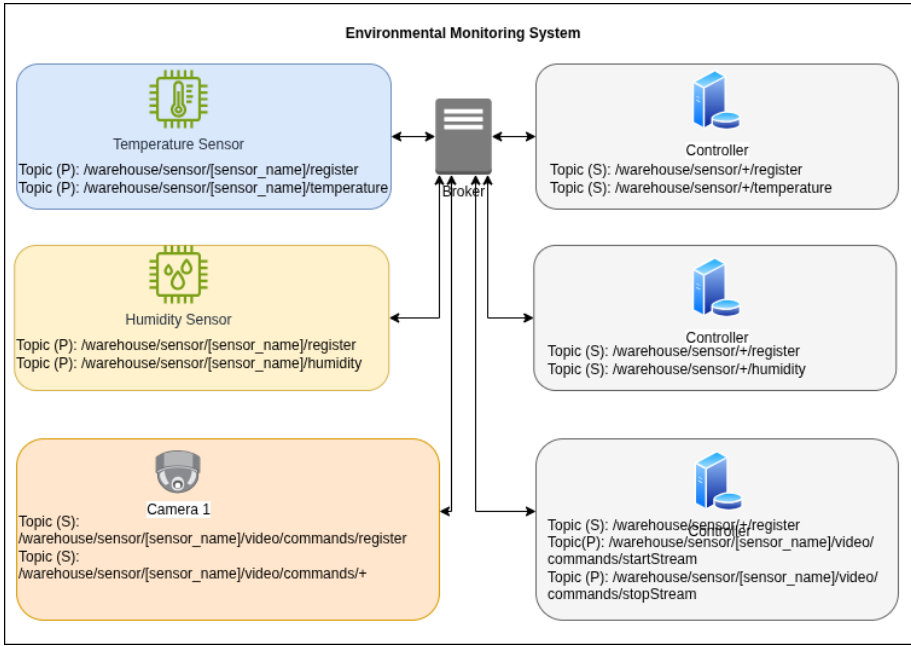 Environmental Monitoring System
Temperature Sensor
Topic (P): /warehouse/sensor/[sensor_name]/register
Topic (P): /warehouse/sensor/[sensor_name]/temperature
Broker
Controller
Topic (S): /warehouse/sensor/+/register
Topic (S): /warehouse/sensor/+/temperature
Humidity Sensor
Topic (P): /warehouse/sensor/[sensor_name]/register
Topic (P): /warehouse/sensor/[sensor_name]/humidity
Controller
Topic (S): /warehouse/sensor/+/register
Topic (S): /warehouse/sensor/+/humidity
Camera 1
Topic (S):
/warehouse/sensor/[sensor_name]/video/commands/register
Topic (S):
/warehouse/sensor/[sensor_name]/video/commands/+
Controller
Topic (S): /warehouse/sensor/+/register
Topic(P): /warehouse/sensor/[sensor_name]/video/
commands/startStream
Topic (P): /warehouse/sensor/[sensor_name]/video/
commands/stopStream